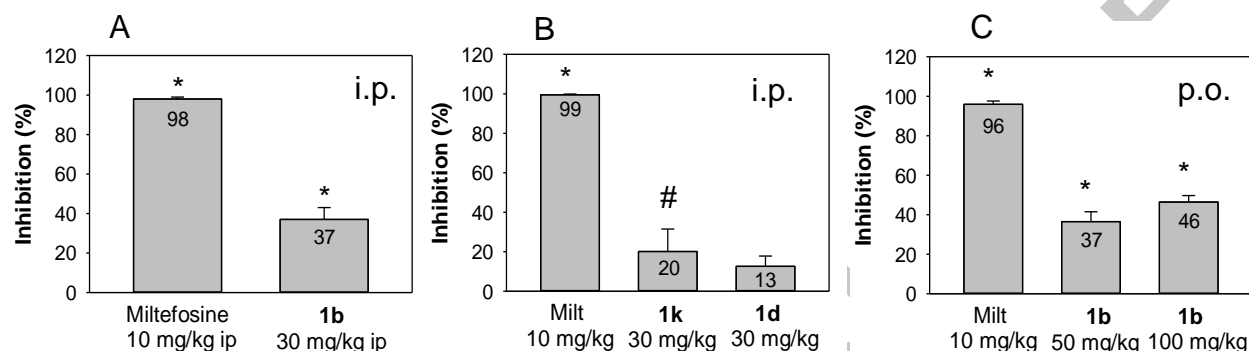 A
Inhibition (%)
120
100
80
60
40
20
0
*
98
*
37
i.p.
Miltefosine
10 mg/kg ip
1b
30 mg/kg ip
B
Inhibition (%)
120
100
80
60
40
20
0
*
99
#
20
13
i.p.
Milt
10 mg/kg
1k
30 mg/kg
1d
30 mg/kg
C
Inhibition (%)
120
100
80
60
40
20
0
*
96
*
37
*
46
p.o.
Milt
10 mg/kg
1b
50 mg/kg
1b
100 mg/kg